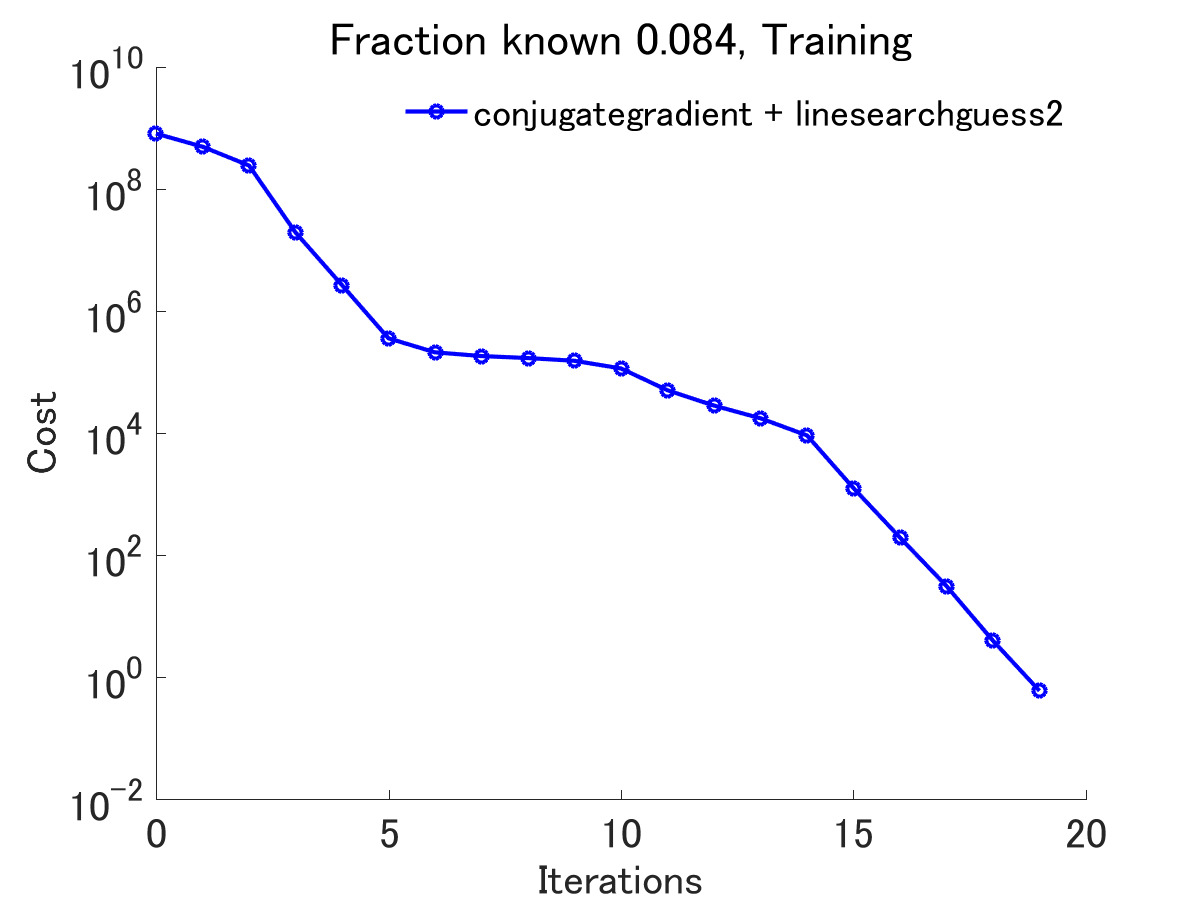 Fraction known 0.084, Training
conjugategradient + linesearchguess2
10^10
10^8
10^6
10^4
10^2
10^0
10^-2
Cost
0 5 10 15 20
Iterations